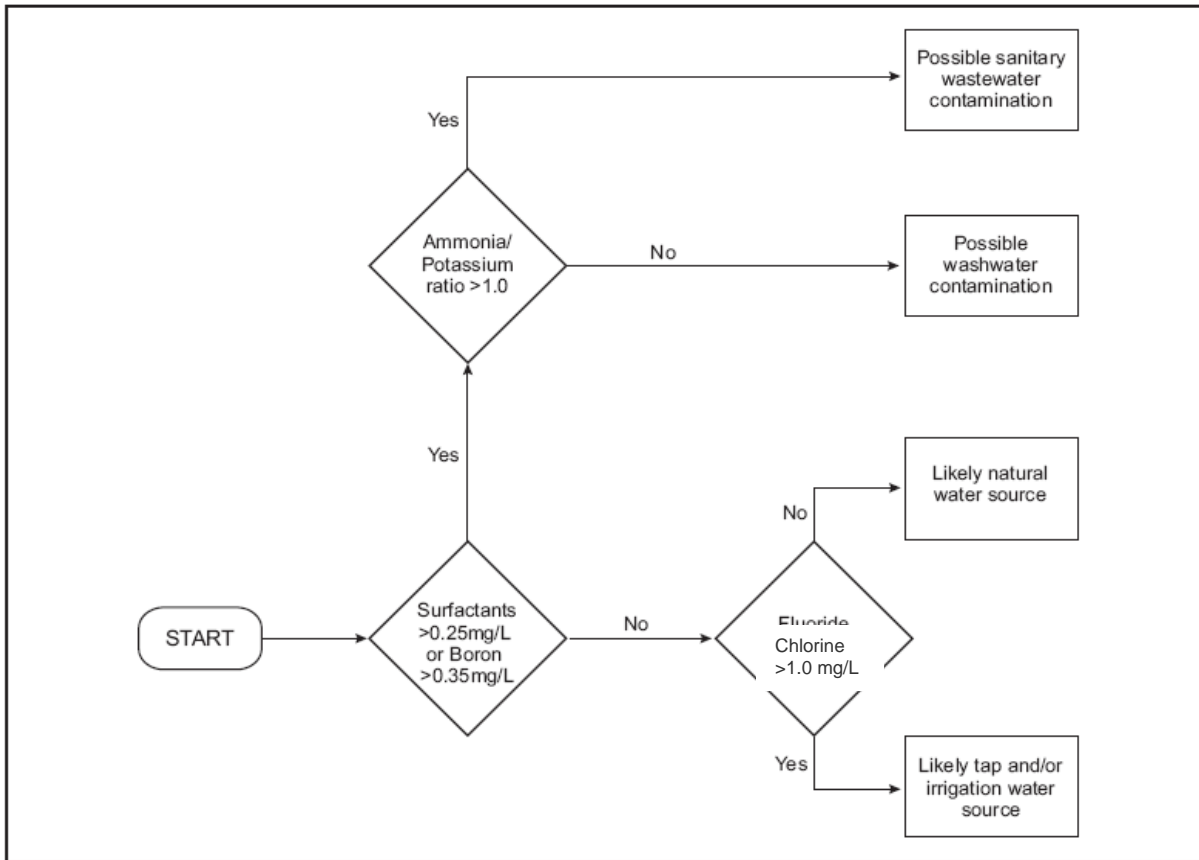 Possible sanitary
wastewater
contamination
Yes
Ammonia/
Potassium
ratio >1.0
No
Possible
washwater
contamination
Yes
Likely natural
water source
No
START
Surfactants
>0.25mg/L
or Boron
>0.35mg/L
No
Fluoride
Chlorine
>1.0 mg/L
Yes
Likely tap and/or
irrigation water
source